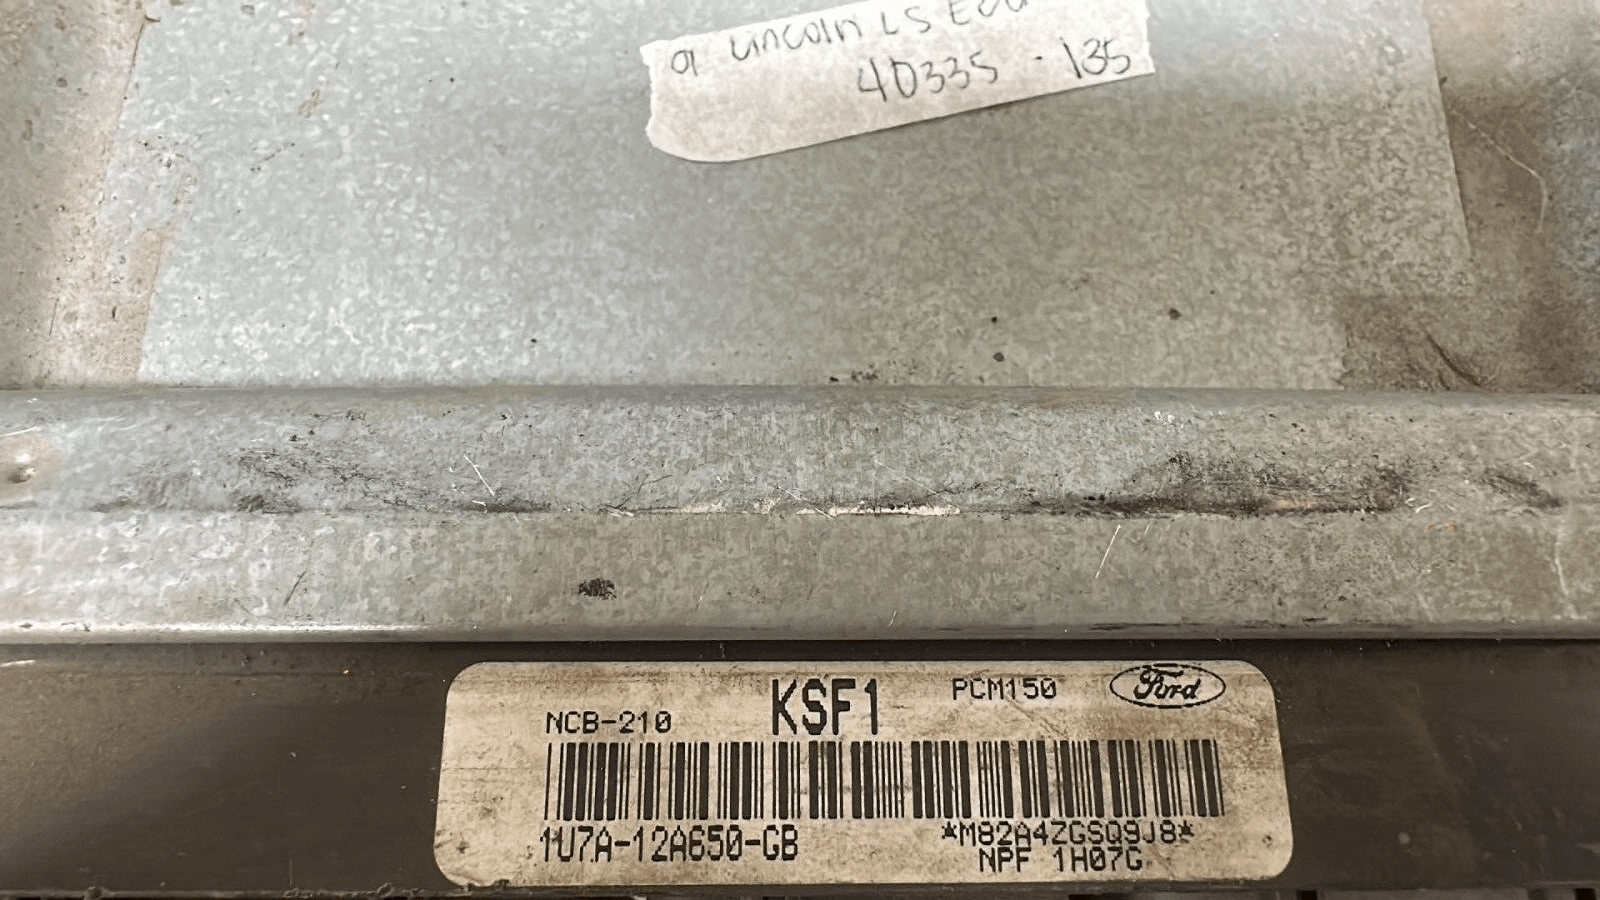 01 Lincoln LS ECU
40335 - 135
KSF1
PCM150
Ford
NCB-210
1U7A-12A650-GB
*M82A4ZGSQ9J8*
NPF 1H07G